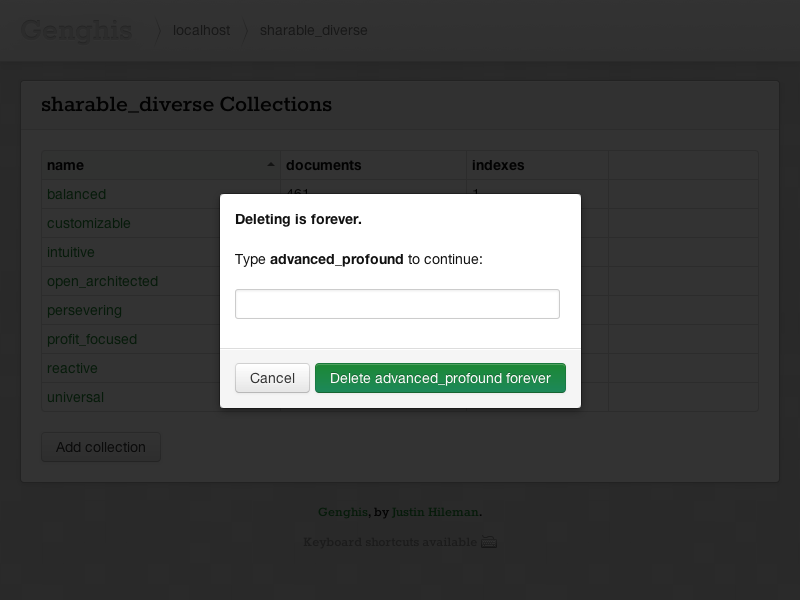 Genghis localhost sharable_diverse
sharable_diverse Collections
name documents indexes
balanced 461 1
customizable
intuitive
open_architected
persevering
profit_focused
reactive
universal
Deleting is forever.
Type advanced_profound to continue:
Cancel Delete advanced_profound forever
Add collection
Genghis, by Justin Hileman.
Keyboard shortcuts available